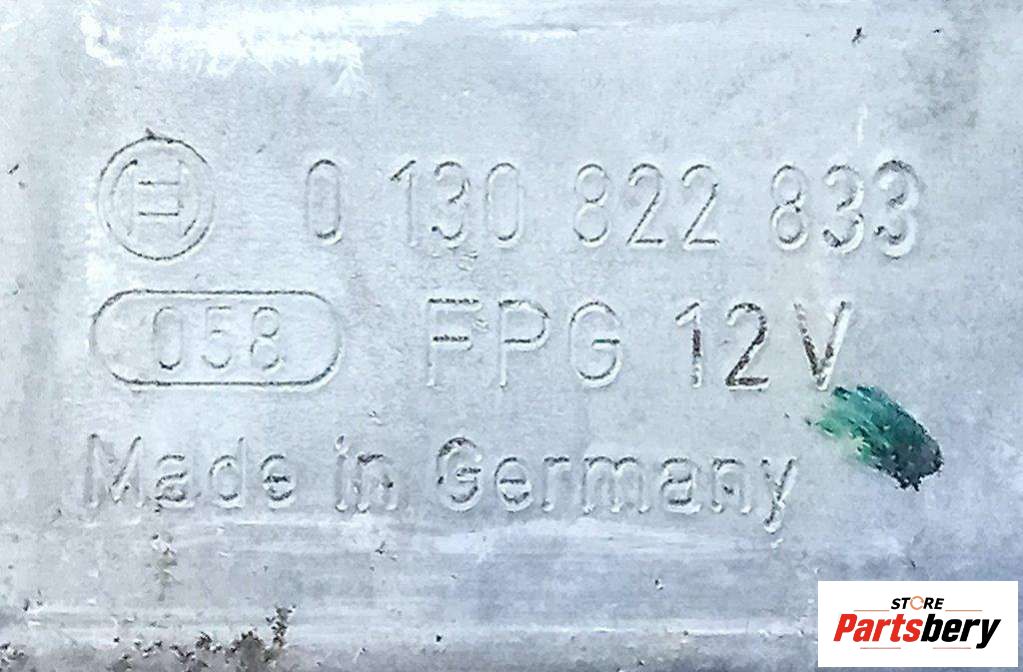 0 130 822 833
058 FPG 12V
Made in Germany
STORE
Partsbery